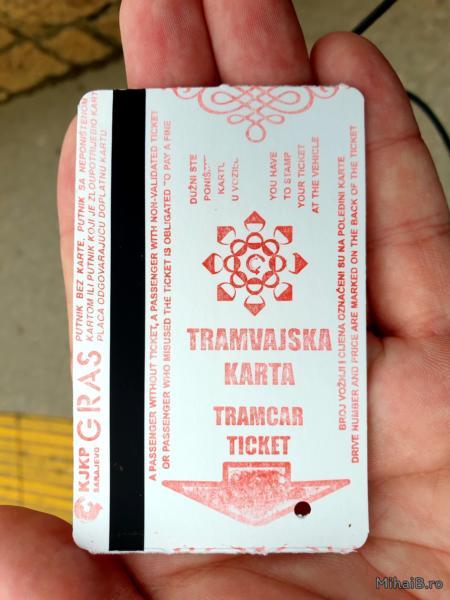 KJKP
SARAJEVO
GRAS
PUTNIK BEZ KARTE, PUTNIK SA NEPONIŠTENOM
KARTOM ILI PUTNIK KOJI JE ZLOUPOTRIJEBIO KARTU
PLAĆA ODGOVARAJUĆU DOPLATNU KARTU
A PASSENGER WITHOUT TICKET, A PASSENGER WITH NON-VALIDATED TICKET
OR PASSENGER WHO MISUSED THE TICKET IS OBLIGATED TO PAY A FINE
DUŽNI STE
U VOZILU
YOU HAVE
TO STAMP
YOUR TICKET
AT THE VEHICLE
TRAMVAJSKA
KARTA
TRAMCAR
TICKET
BROJ VOŽNJI I CIJENA OZNAČENI SU NA POLEĐINI KARTE
DRIVE NUMBER AND PRICE ARE MARKED ON THE BACK OF THE TICKET
MihaiB.ro